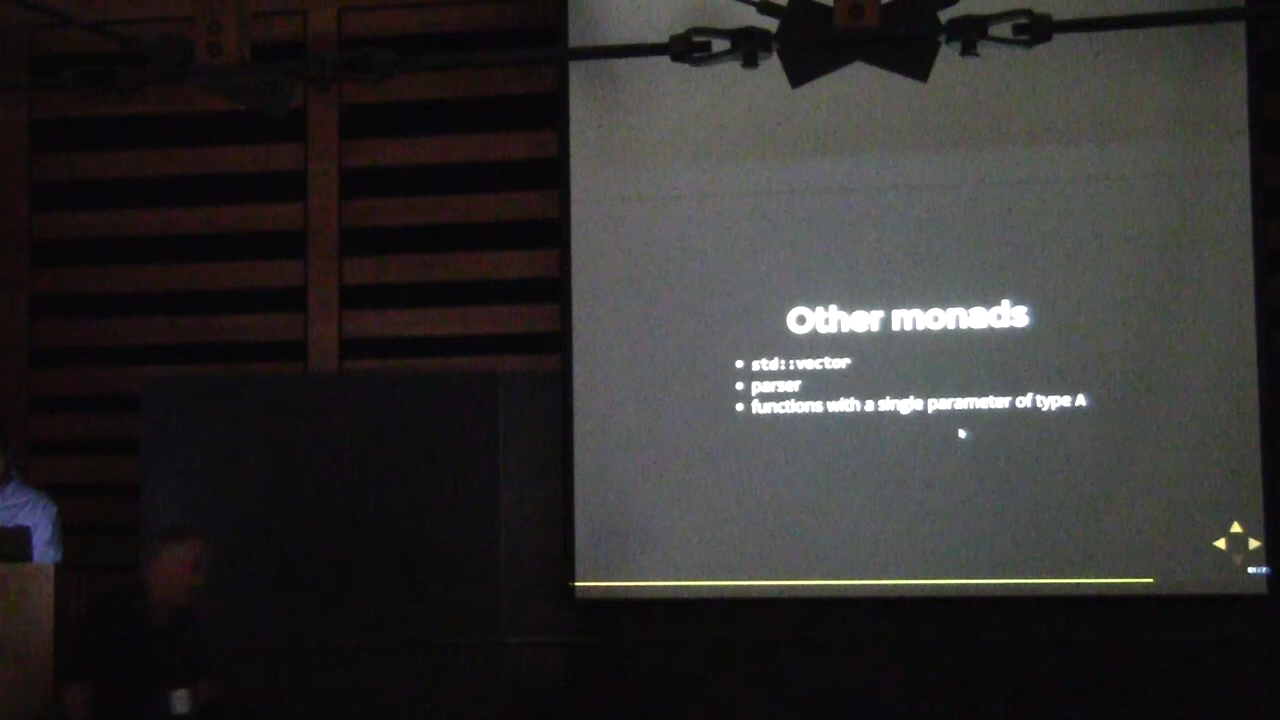 Other monads
std::vector
parser
functions with a single parameter of type A